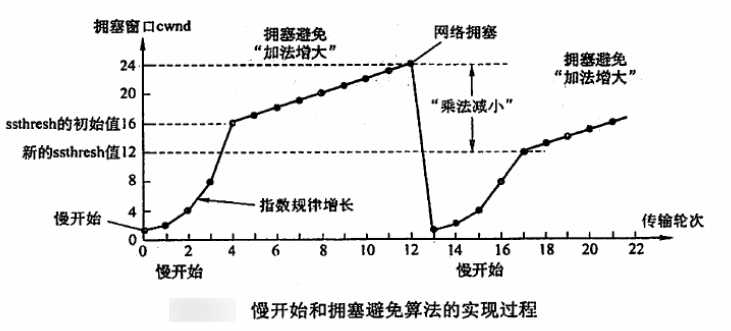 拥塞窗口cwnd
拥塞避免
“加法增大”
网络拥塞
拥塞避免
“加法增大”
24
20
ssthresh的初始值16
“乘法减小”
新的ssthresh值12
8
4
0
慢开始
指数规律增长
传输轮次
0 2 4 6 8 10 12 14 16 18 20 22
慢开始
慢开始
慢开始和拥塞避免算法的实现过程